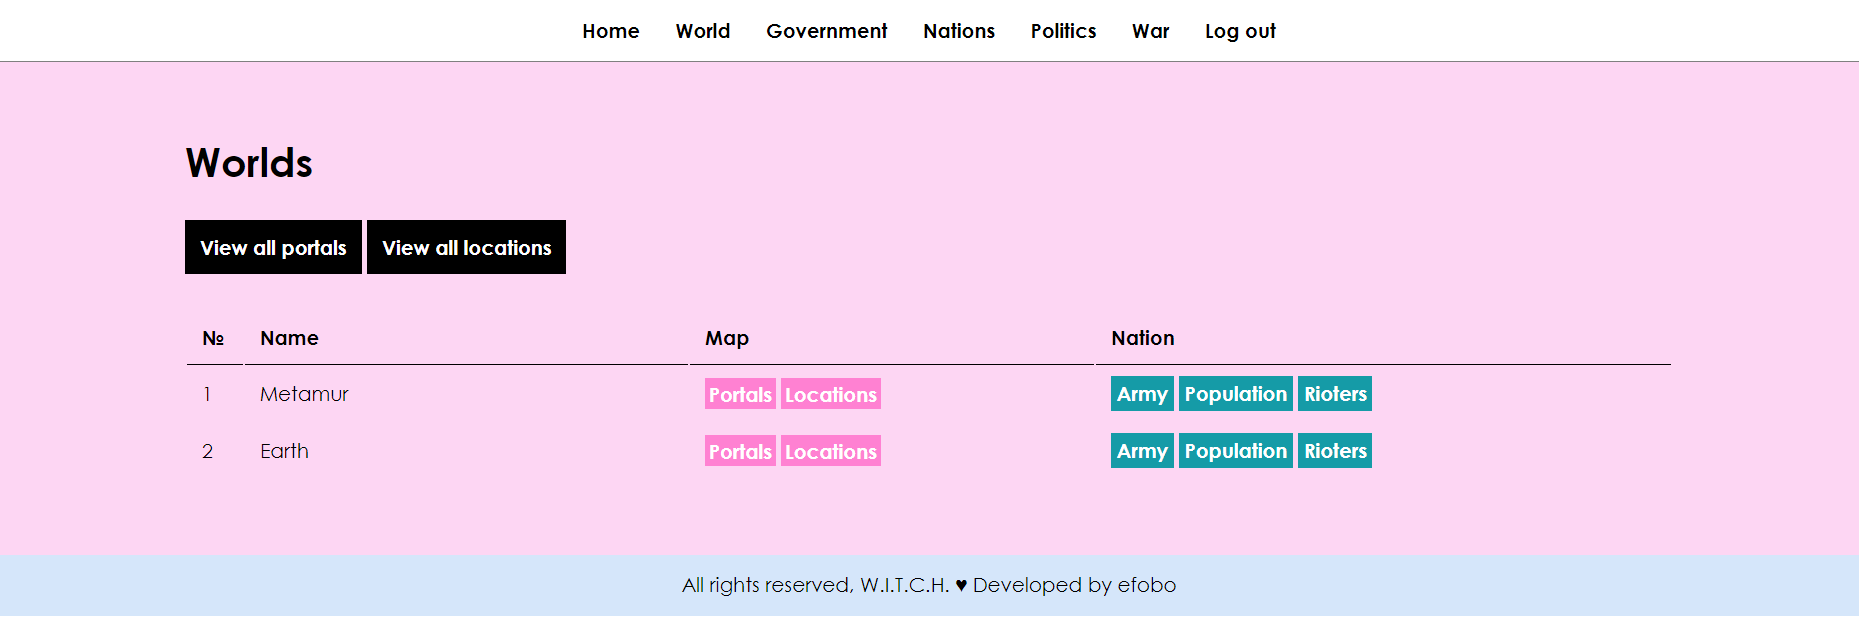 Home World Government Nations Politics War Log out
Worlds
View all portals View all locations
№ Name Map Nation
1 Metamur Portals Locations Army Population Rioters
2 Earth Portals Locations Army Population Rioters
All rights reserved, W.I.T.C.H. ♥ Developed by efobo